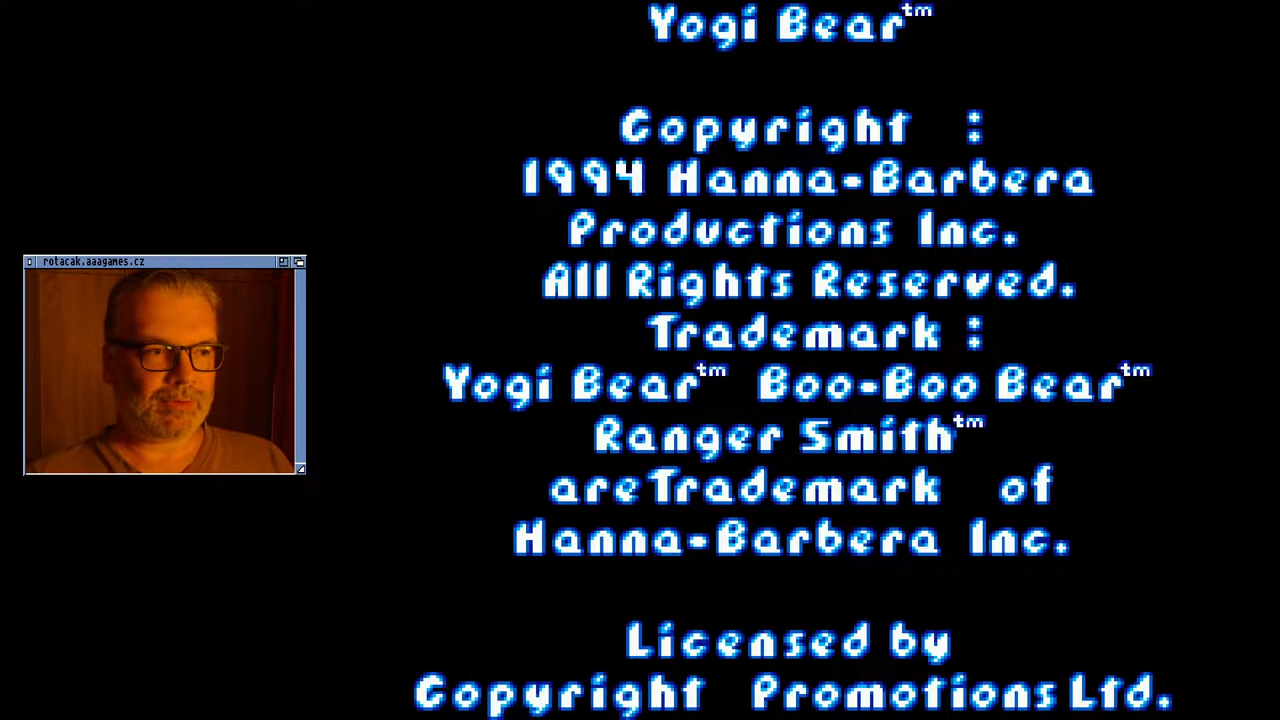 Yogi Bear™
Copyright :
1994 Hanna-Barbera
Productions Inc.
All Rights Reserved.
Trademark :
Yogi Bear™ Boo-Boo Bear™
Ranger Smith™
areTrademark of
Hanna-Barbera Inc.
Licensed by
Copyright Promotions Ltd.
rotacak.aaagames.cz